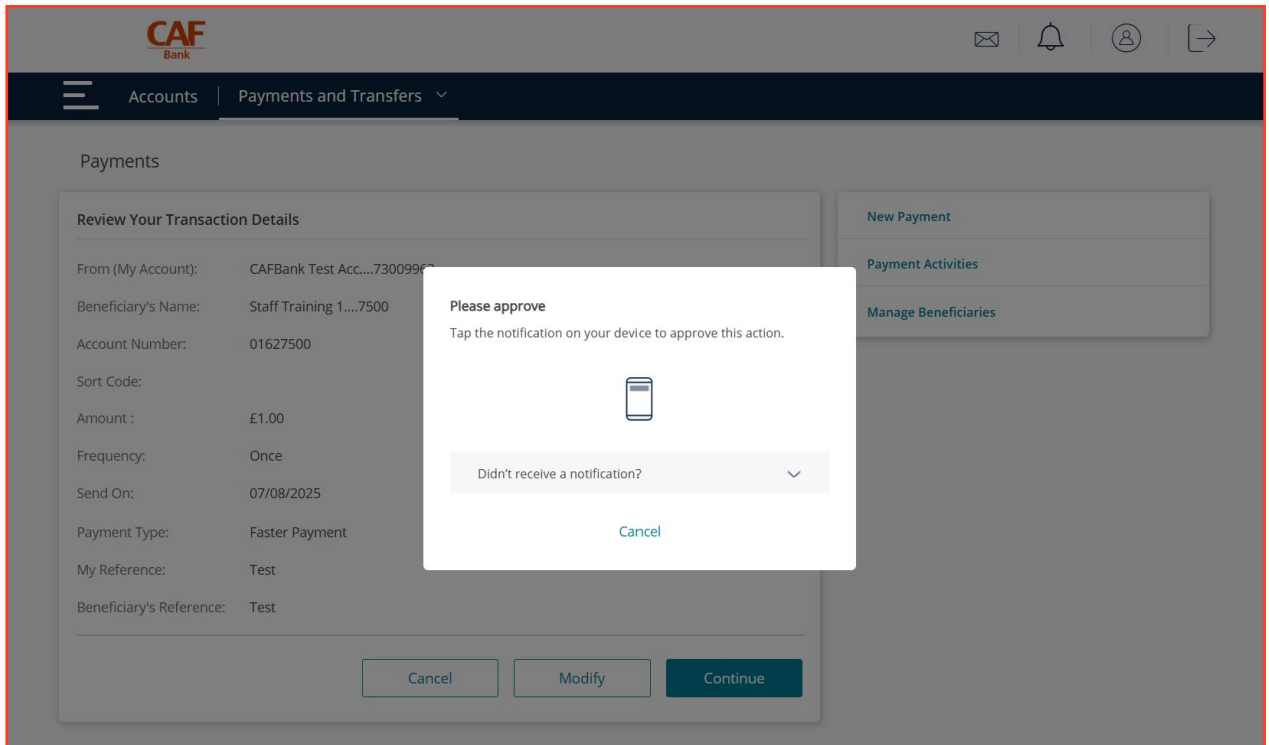 CAF
Bank
Accounts
Payments and Transfers
Payments
Review Your Transaction Details
From (My Account): CAFBank Test Acc....73009963
Beneficiary's Name: Staff Training 1....7500
Account Number: 01627500
Sort Code:
Amount : £1.00
Frequency: Once
Send On: 07/08/2025
Payment Type: Faster Payment
My Reference: Test
Beneficiary's Reference: Test
Cancel
Modify
Continue
Please approve
Tap the notification on your device to approve this action.
Didn't receive a notification?
Cancel
New Payment
Payment Activities
Manage Beneficiaries